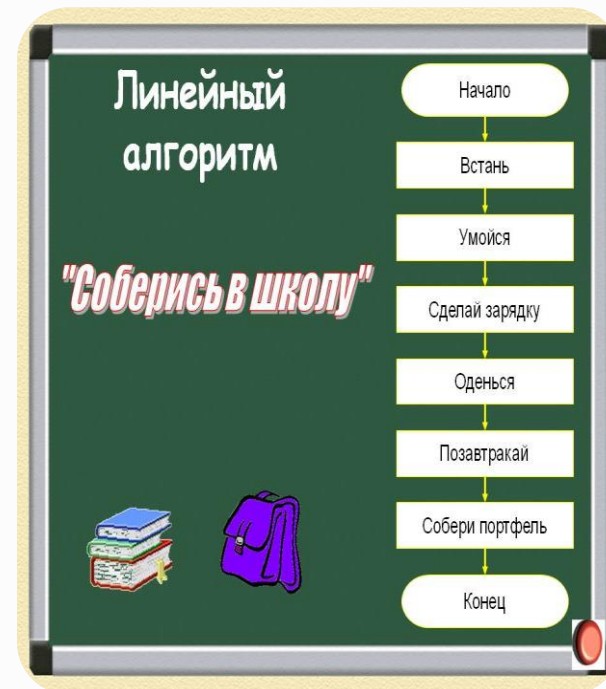 Линейный
алгоритм
"Соберись в школу"
Начало
Встань
Умойся
Сделай зарядку
Оденься
Позавтракай
Собери портфель
Конец